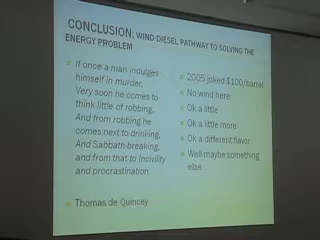 CONCLUSION: WIND DIESEL PATHWAY TO SOLVING THE
ENERGY PROBLEM
If once a man indulges
himself in murder,
Very soon he comes to
think little of robbing,
And from robbing he
comes next to drinking,
And Sabbath-breaking,
and from that to Incivility
and procrastination.
Thomas de Quincey
2005 joked $100/barrel
No wind here
Ok a little
Ok a little more
Ok a different flavor
Well maybe something
else